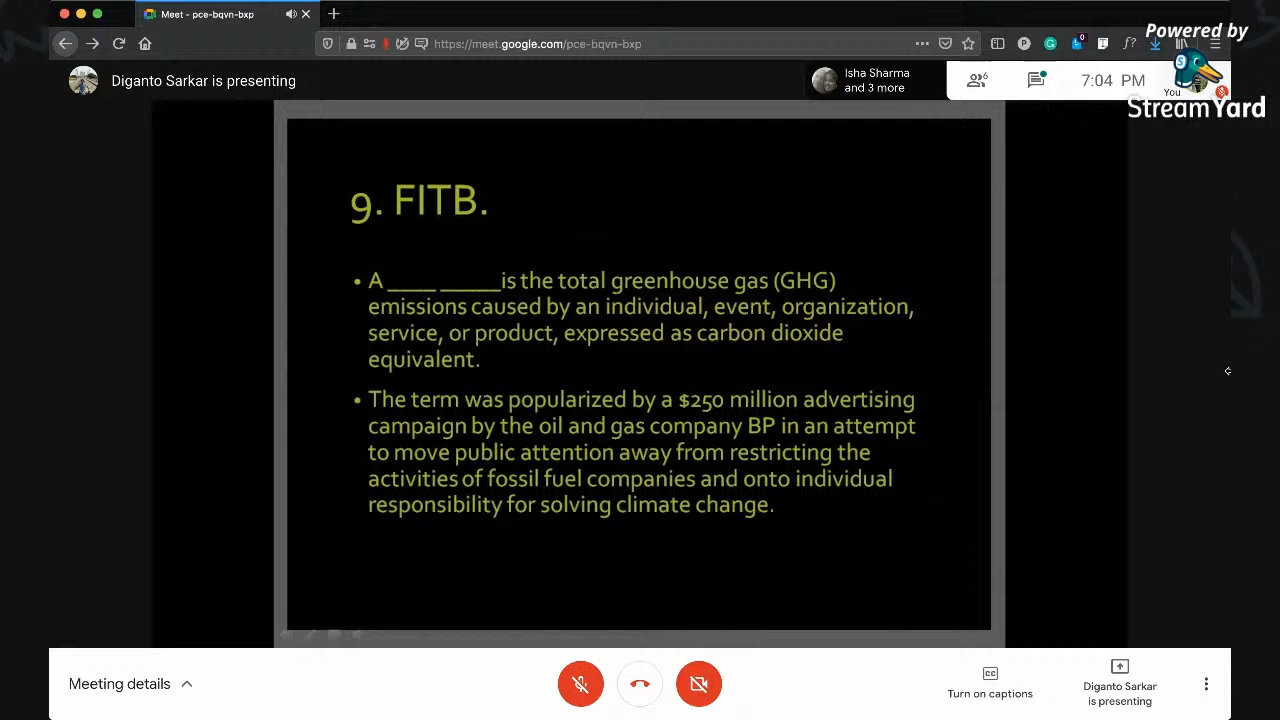 Meet - pce-bqvn-bxp
Powered by
https://meet.google.com/pce-bqvn-bxp
Diganto Sarkar is presenting
Isha Sharma
and 3 more
6
7:04 PM
You
StreamYard
9. FITB.
• A ____ _____is the total greenhouse gas (GHG)
emissions caused by an individual, event, organization,
service, or product, expressed as carbon dioxide
equivalent.
• The term was popularized by a $250 million advertising
campaign by the oil and gas company BP in an attempt
to move public attention away from restricting the
activities of fossil fuel companies and onto individual
responsibility for solving climate change.
Meeting details
Turn on captions
Diganto Sarkar
is presenting